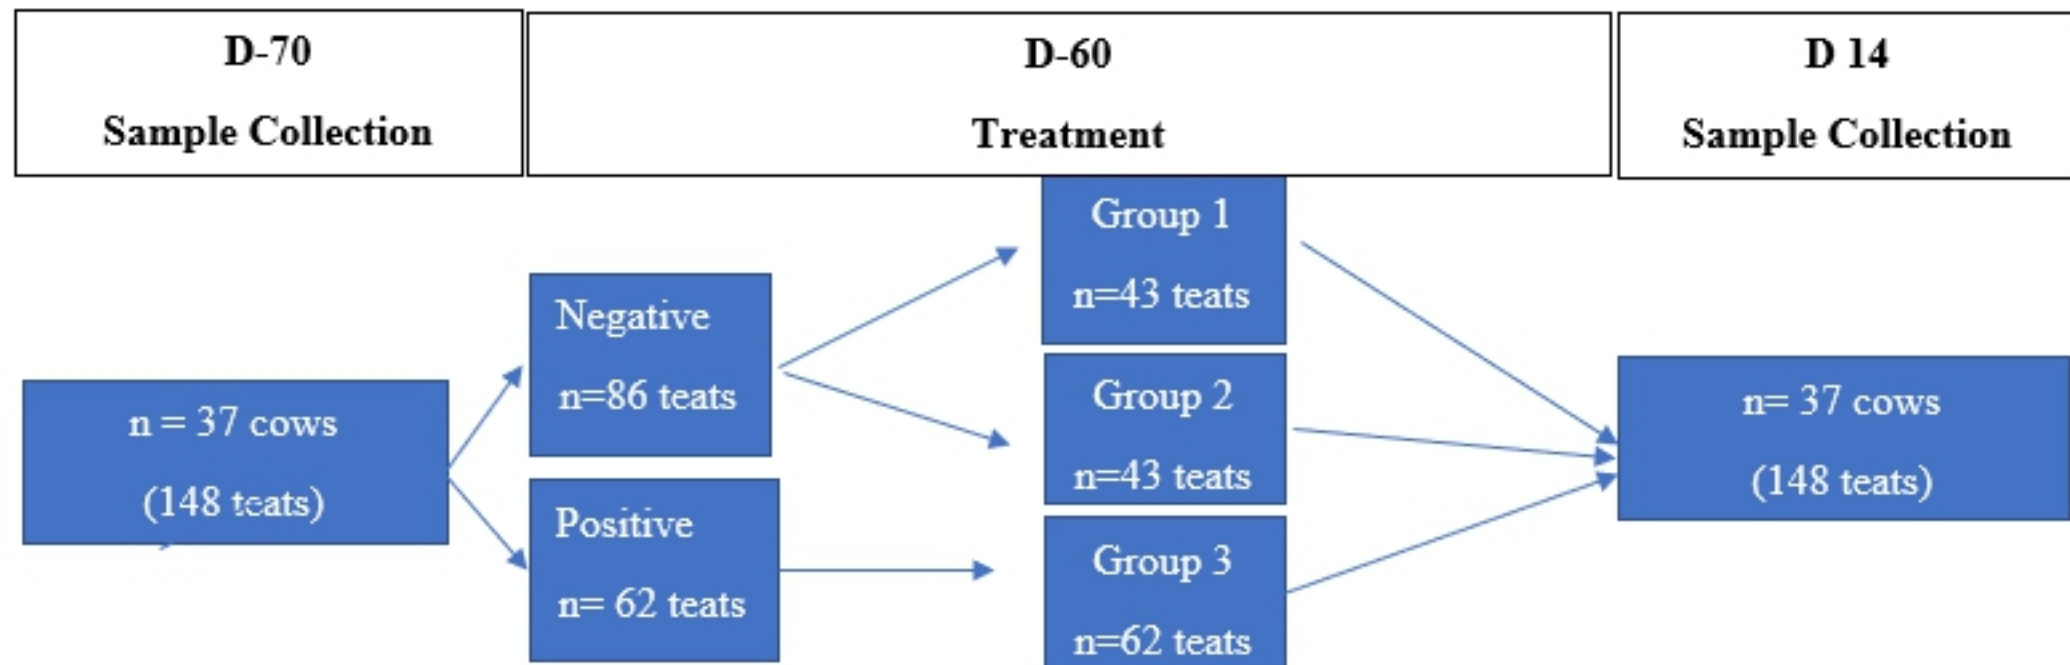 D-70
Sample Collection
D-60
Treatment
D 14
Sample Collection
n = 37 cows
(148 teats)
Negative
n=86 teats
Positive
n= 62 teats
Group 1
n=43 teats
Group 2
n=43 teats
Group 3
n=62 teats
n= 37 cows
(148 teats)